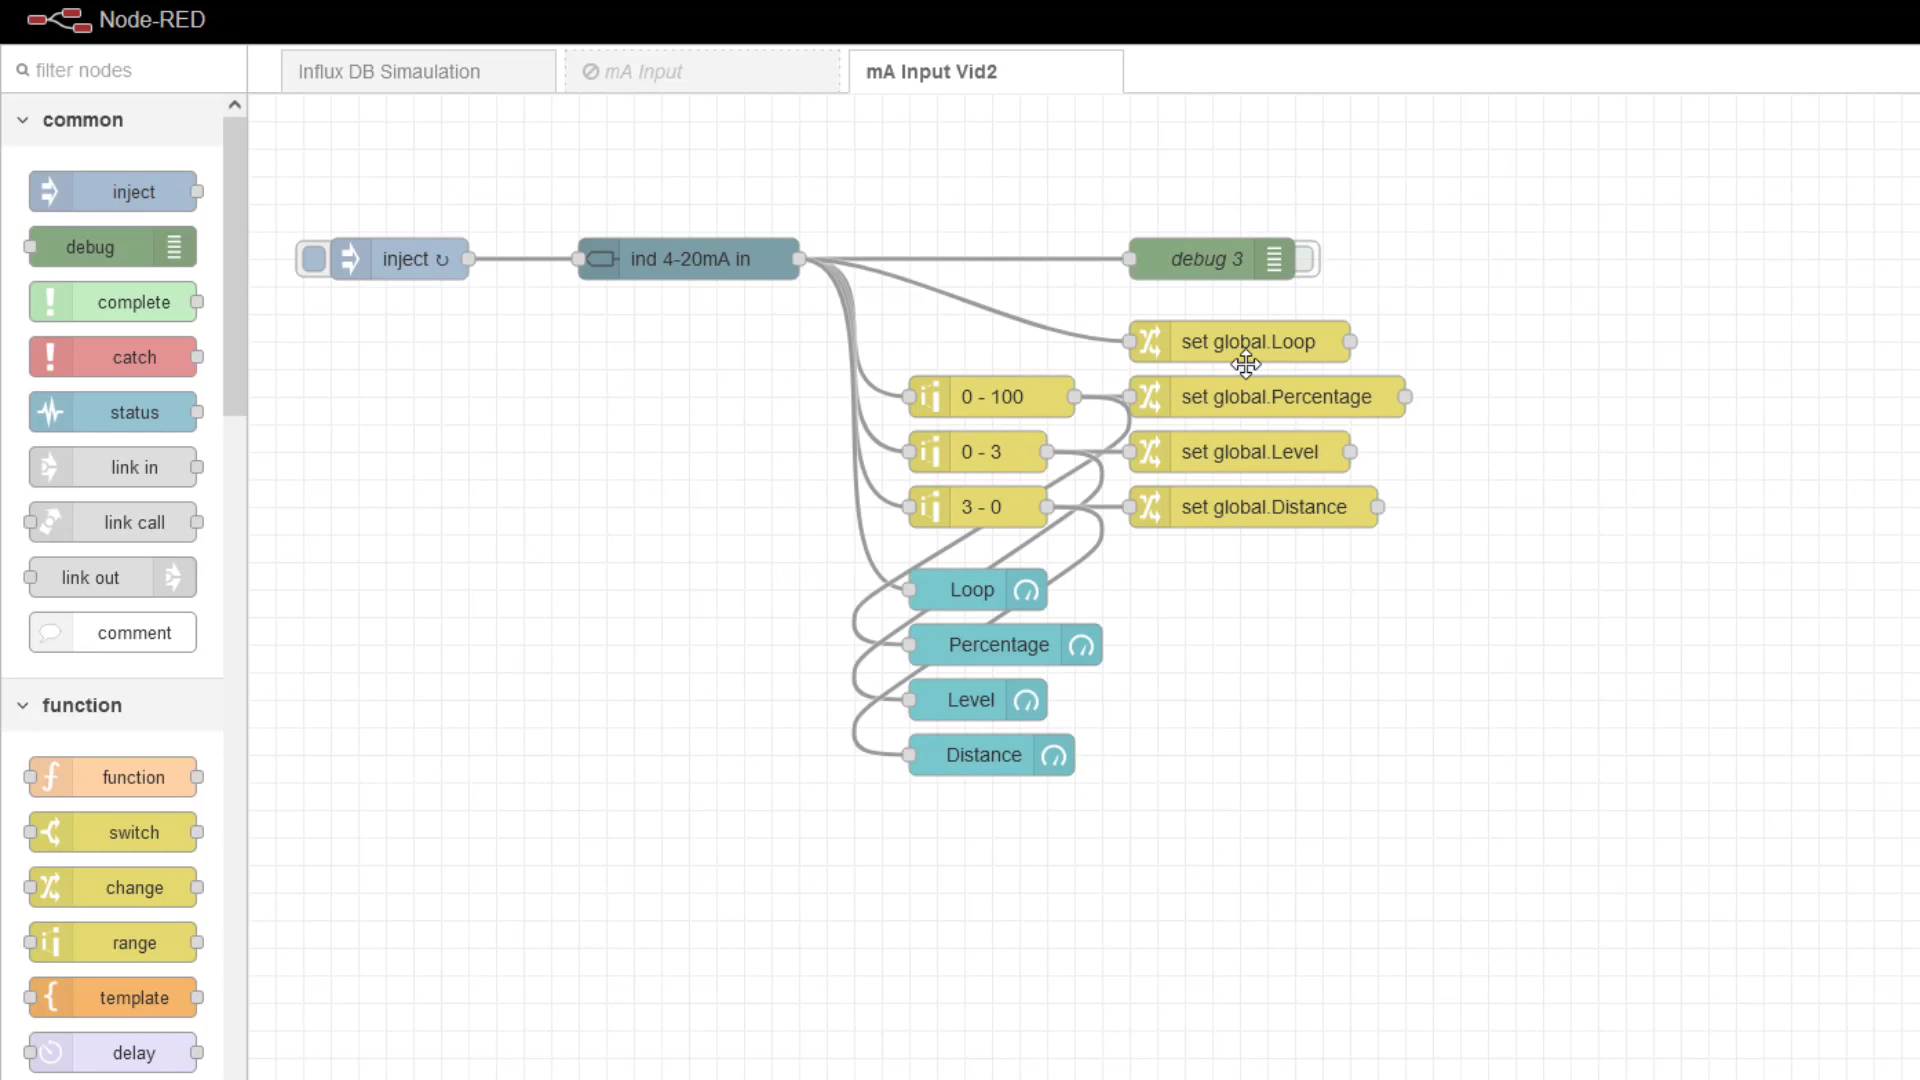 Node-RED
filter nodes
Influx DB Simaulation
mA Input
mA Input Vid2
common
inject
debug
complete
catch
status
link in
link call
link out
comment
function
function
switch
change
range
template
delay
inject ↻
ind 4-20mA in
debug 3
set global.Loop
0 - 100
set global.Percentage
0 - 3
set global.Level
3 - 0
set global.Distance
Loop
Percentage
Level
Distance